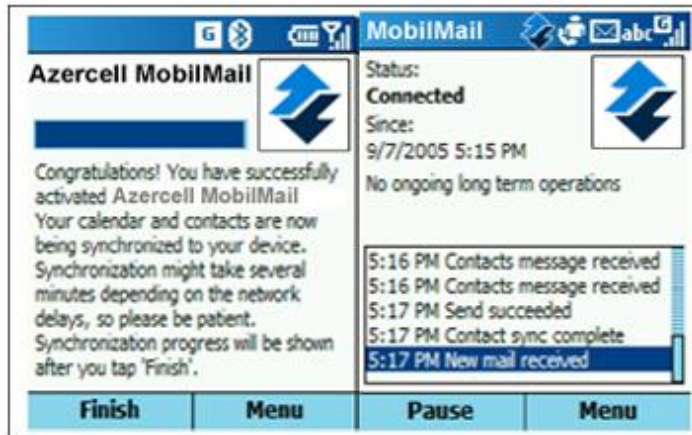 G
Azercell MobilMail
Congratulations! You have successfully
activated Azercell MobilMail
Your calendar and contacts are now
being synchronized to your device.
Synchronization might take several
minutes depending on the network
delays, so please be patient.
Synchronization progress will be shown
after you tap 'Finish'.
Finish Menu
MobilMail abc G
Status:
Connected
Since:
9/7/2005 5:15 PM
No ongoing long term operations
5:16 PM Contacts message received
5:16 PM Contacts message received
5:17 PM Send succeeded
5:17 PM Contact sync complete
5:17 PM New mail received
Pause Menu